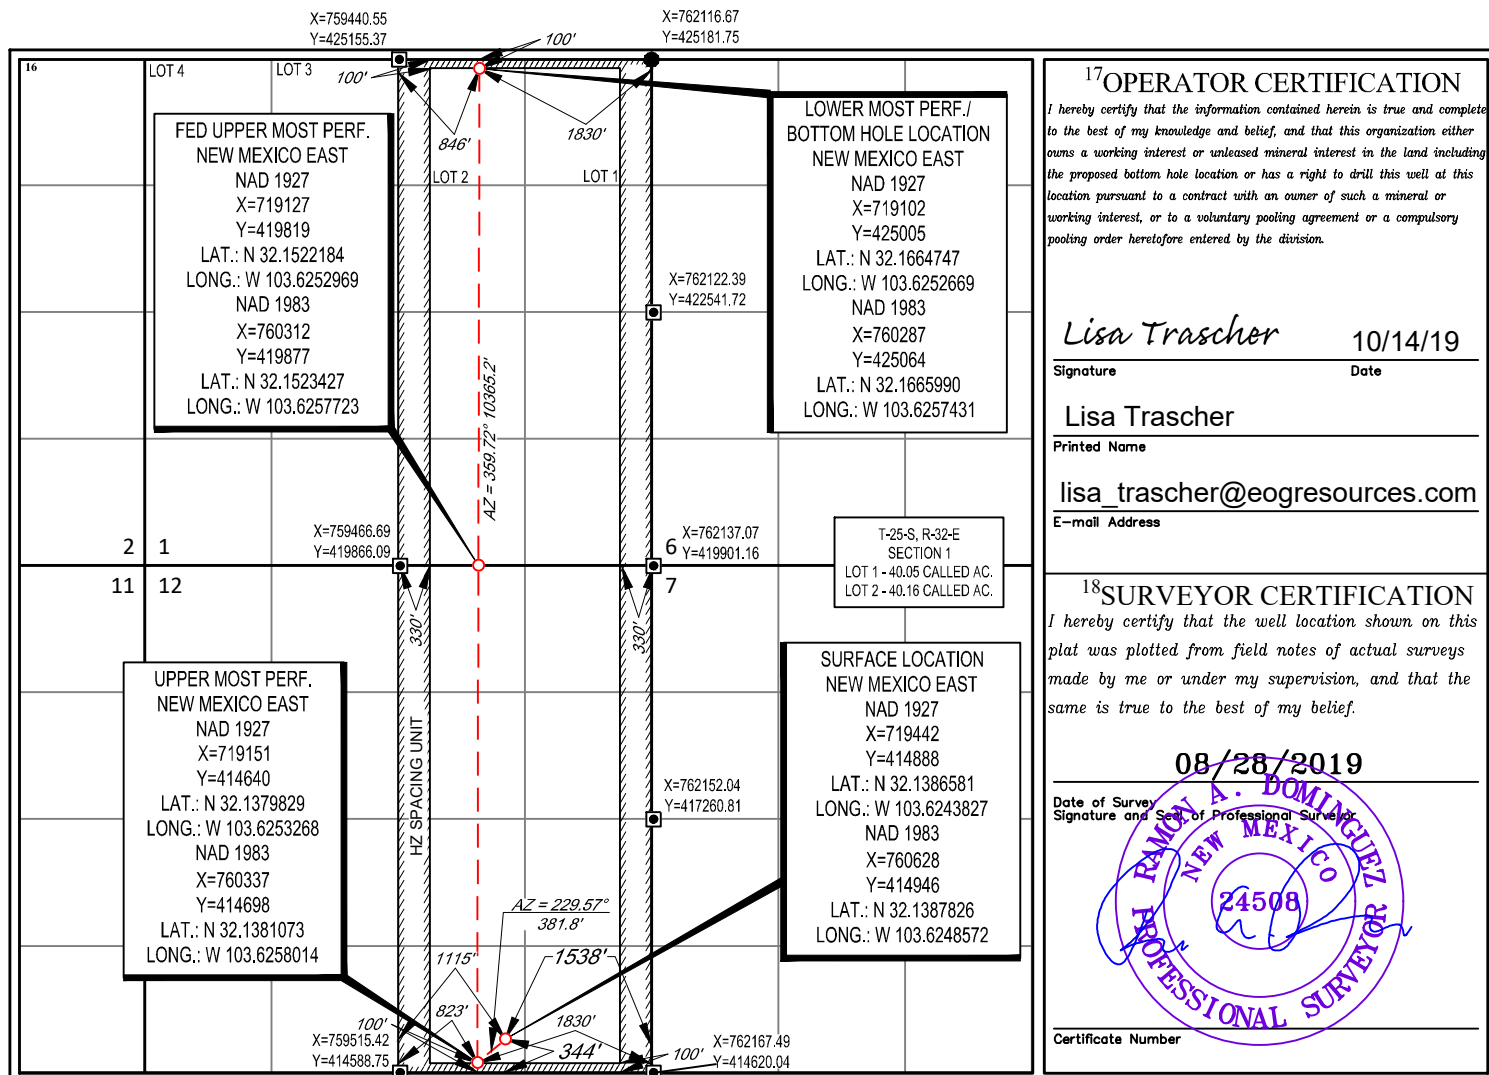 X=759440.55
Y=425155.37
X=762116.67
Y=425181.75
16
LOT 4
LOT 3
100'
100'
846'
1830'
LOT 2
LOT 1
FED UPPER MOST PERF.
NEW MEXICO EAST
NAD 1927
X=719127
Y=419819
LAT.: N 32.1522184
LONG.: W 103.6252969
NAD 1983
X=760312
Y=419877
LAT.: N 32.1523427
LONG.: W 103.6257723
LOWER MOST PERF./
BOTTOM HOLE LOCATION
NEW MEXICO EAST
NAD 1927
X=719102
Y=425005
LAT.: N 32.1664747
LONG.: W 103.6252669
NAD 1983
X=760287
Y=425064
LAT.: N 32.1665990
LONG.: W 103.6257431
X=762122.39
Y=422541.72
AZ = 359.72° 10365.2'
X=759466.69
Y=419866.09
X=762137.07
Y=419901.16
2 1
11 12
6
7
330'
330'
T-25-S, R-32-E
SECTION 1
LOT 1 - 40.05 CALLED AC.
LOT 2 - 40.16 CALLED AC.
UPPER MOST PERF.
NEW MEXICO EAST
NAD 1927
X=719151
Y=414640
LAT.: N 32.1379829
LONG.: W 103.6253268
NAD 1983
X=760337
Y=414698
LAT.: N 32.1381073
LONG.: W 103.6258014
HZ SPACING UNIT
SURFACE LOCATION
NEW MEXICO EAST
NAD 1927
X=719442
Y=414888
LAT.: N 32.1386581
LONG.: W 103.6243827
NAD 1983
X=760628
Y=414946
LAT.: N 32.1387826
LONG.: W 103.6248572
X=762152.04
Y=417260.81
AZ = 229.57°
381.8'
1115'
1538'
823'
100'
1830'
344'
100'
X=759515.42
Y=414588.75
X=762167.49
Y=414620.04
17 OPERATOR CERTIFICATION
I hereby certify that the information contained herein is true and complete
to the best of my knowledge and belief, and that this organization either
owns a working interest or unleased mineral interest in the land including
the proposed bottom hole location or has a right to drill this well at this
location pursuant to a contract with an owner of such a mineral or
working interest, or to a voluntary pooling agreement or a compulsory
pooling order heretofore entered by the division.
Lisa Trascher 10/14/19
Signature Date
Lisa Trascher
Printed Name
lisa_trascher@eogresources.com
E-mail Address
18 SURVEYOR CERTIFICATION
I hereby certify that the well location shown on this
plat was plotted from field notes of actual surveys
made by me or under my supervision, and that the
same is true to the best of my belief.
08/28/2019
Date of Survey
Signature and Seal of Professional Surveyor
RAMON A. DOMINGUEZ
NEW MEXICO
24508
PROFESSIONAL SURVEYOR
Certificate Number